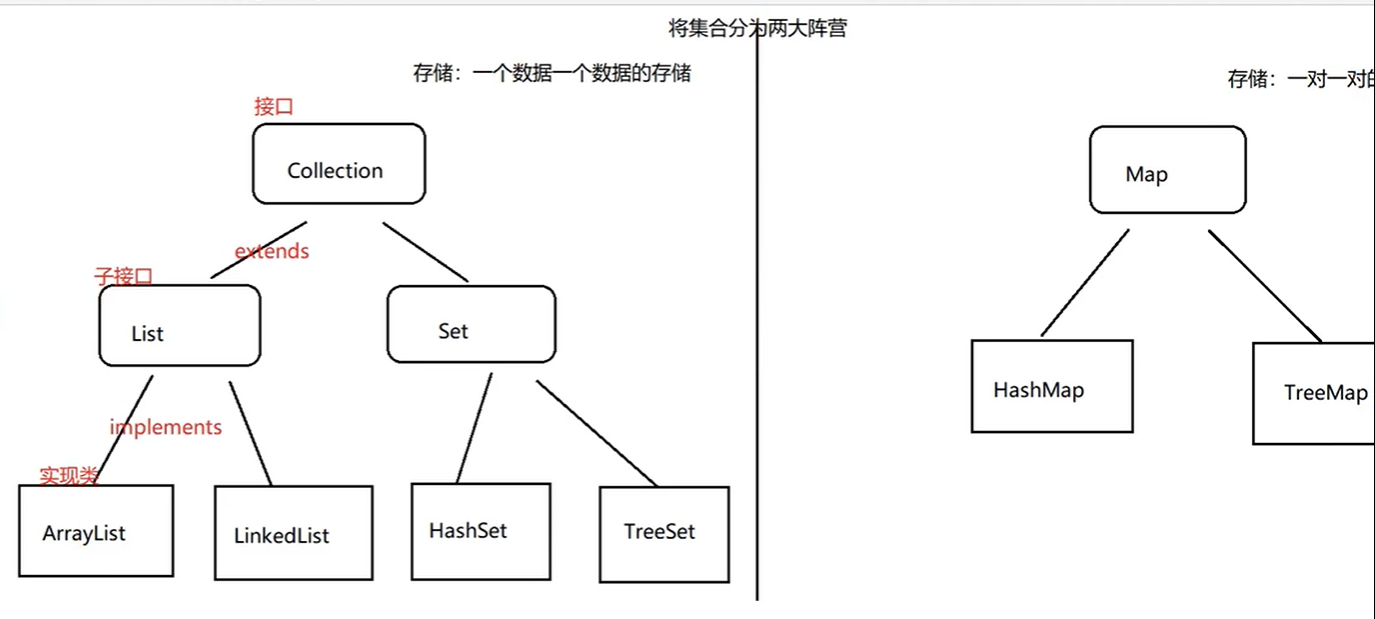 将集合分为两大阵营
存储：一个数据一个数据的存储
接口
Collection
extends
子接口
List
Set
implements
实现类
ArrayList
LinkedList
HashSet
TreeSet
存储：一对一对的
Map
HashMap
TreeMap